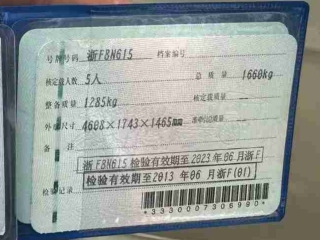 号牌号码 浙F8N615 档案编号
核定载人数 5人 总质量 1660kg
整备质量 1285kg 核定载质量
外廓尺寸 4608×1743×1465mm 准牵引总质量
备注
浙F8N615检验有效期至2023年06月浙F
检验记录 检验有效期至2013年06月浙F(01)
*3330007306990*